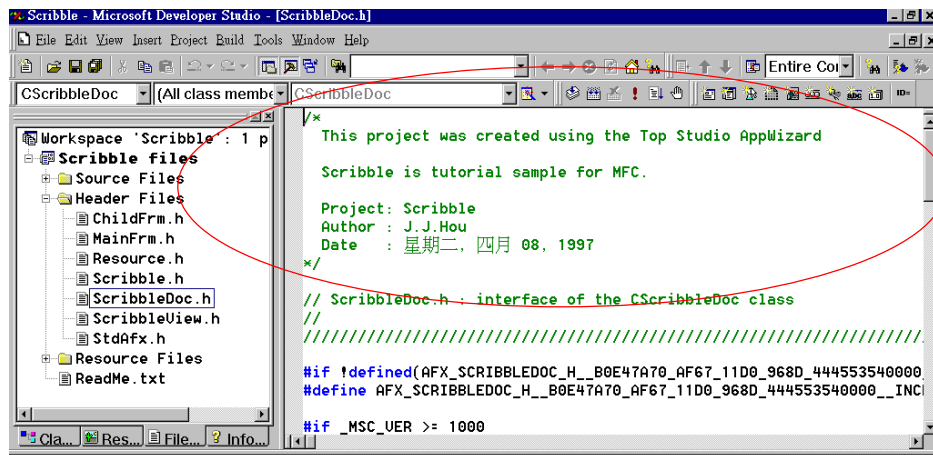 Scribble - Microsoft Developer Studio - [ScribbleDoc.h]
File Edit View Insert Project Build Tools Window Help
Entire Co
CScribbleDoc (All class membe CScribbleDoc
Workspace 'Scribble': 1 p
Scribble files
Source Files
Header Files
ChildFrm.h
MainFrm.h
Resource.h
Scribble.h
ScribbleDoc.h
ScribbleView.h
StdAfx.h
Resource Files
ReadMe.txt
Cla... Res... File... Info...
/*
This project was created using the Top Studio AppWizard
Scribble is tutorial sample for MFC.
Project: Scribble
Author : J.J.Hou
Date : 星期二, 四月 08, 1997
*/
// ScribbleDoc.h : interface of the CScribbleDoc class
//
/////////////////////////////////////////////////////////////////////
#if !defined(AFX_SCRIBBLEDOC_H__B0E47A70_AF67_11D0_968D_444553540000_
#define AFX_SCRIBBLEDOC_H__B0E47A70_AF67_11D0_968D_444553540000__INCL
#if _MSC_VER >= 1000